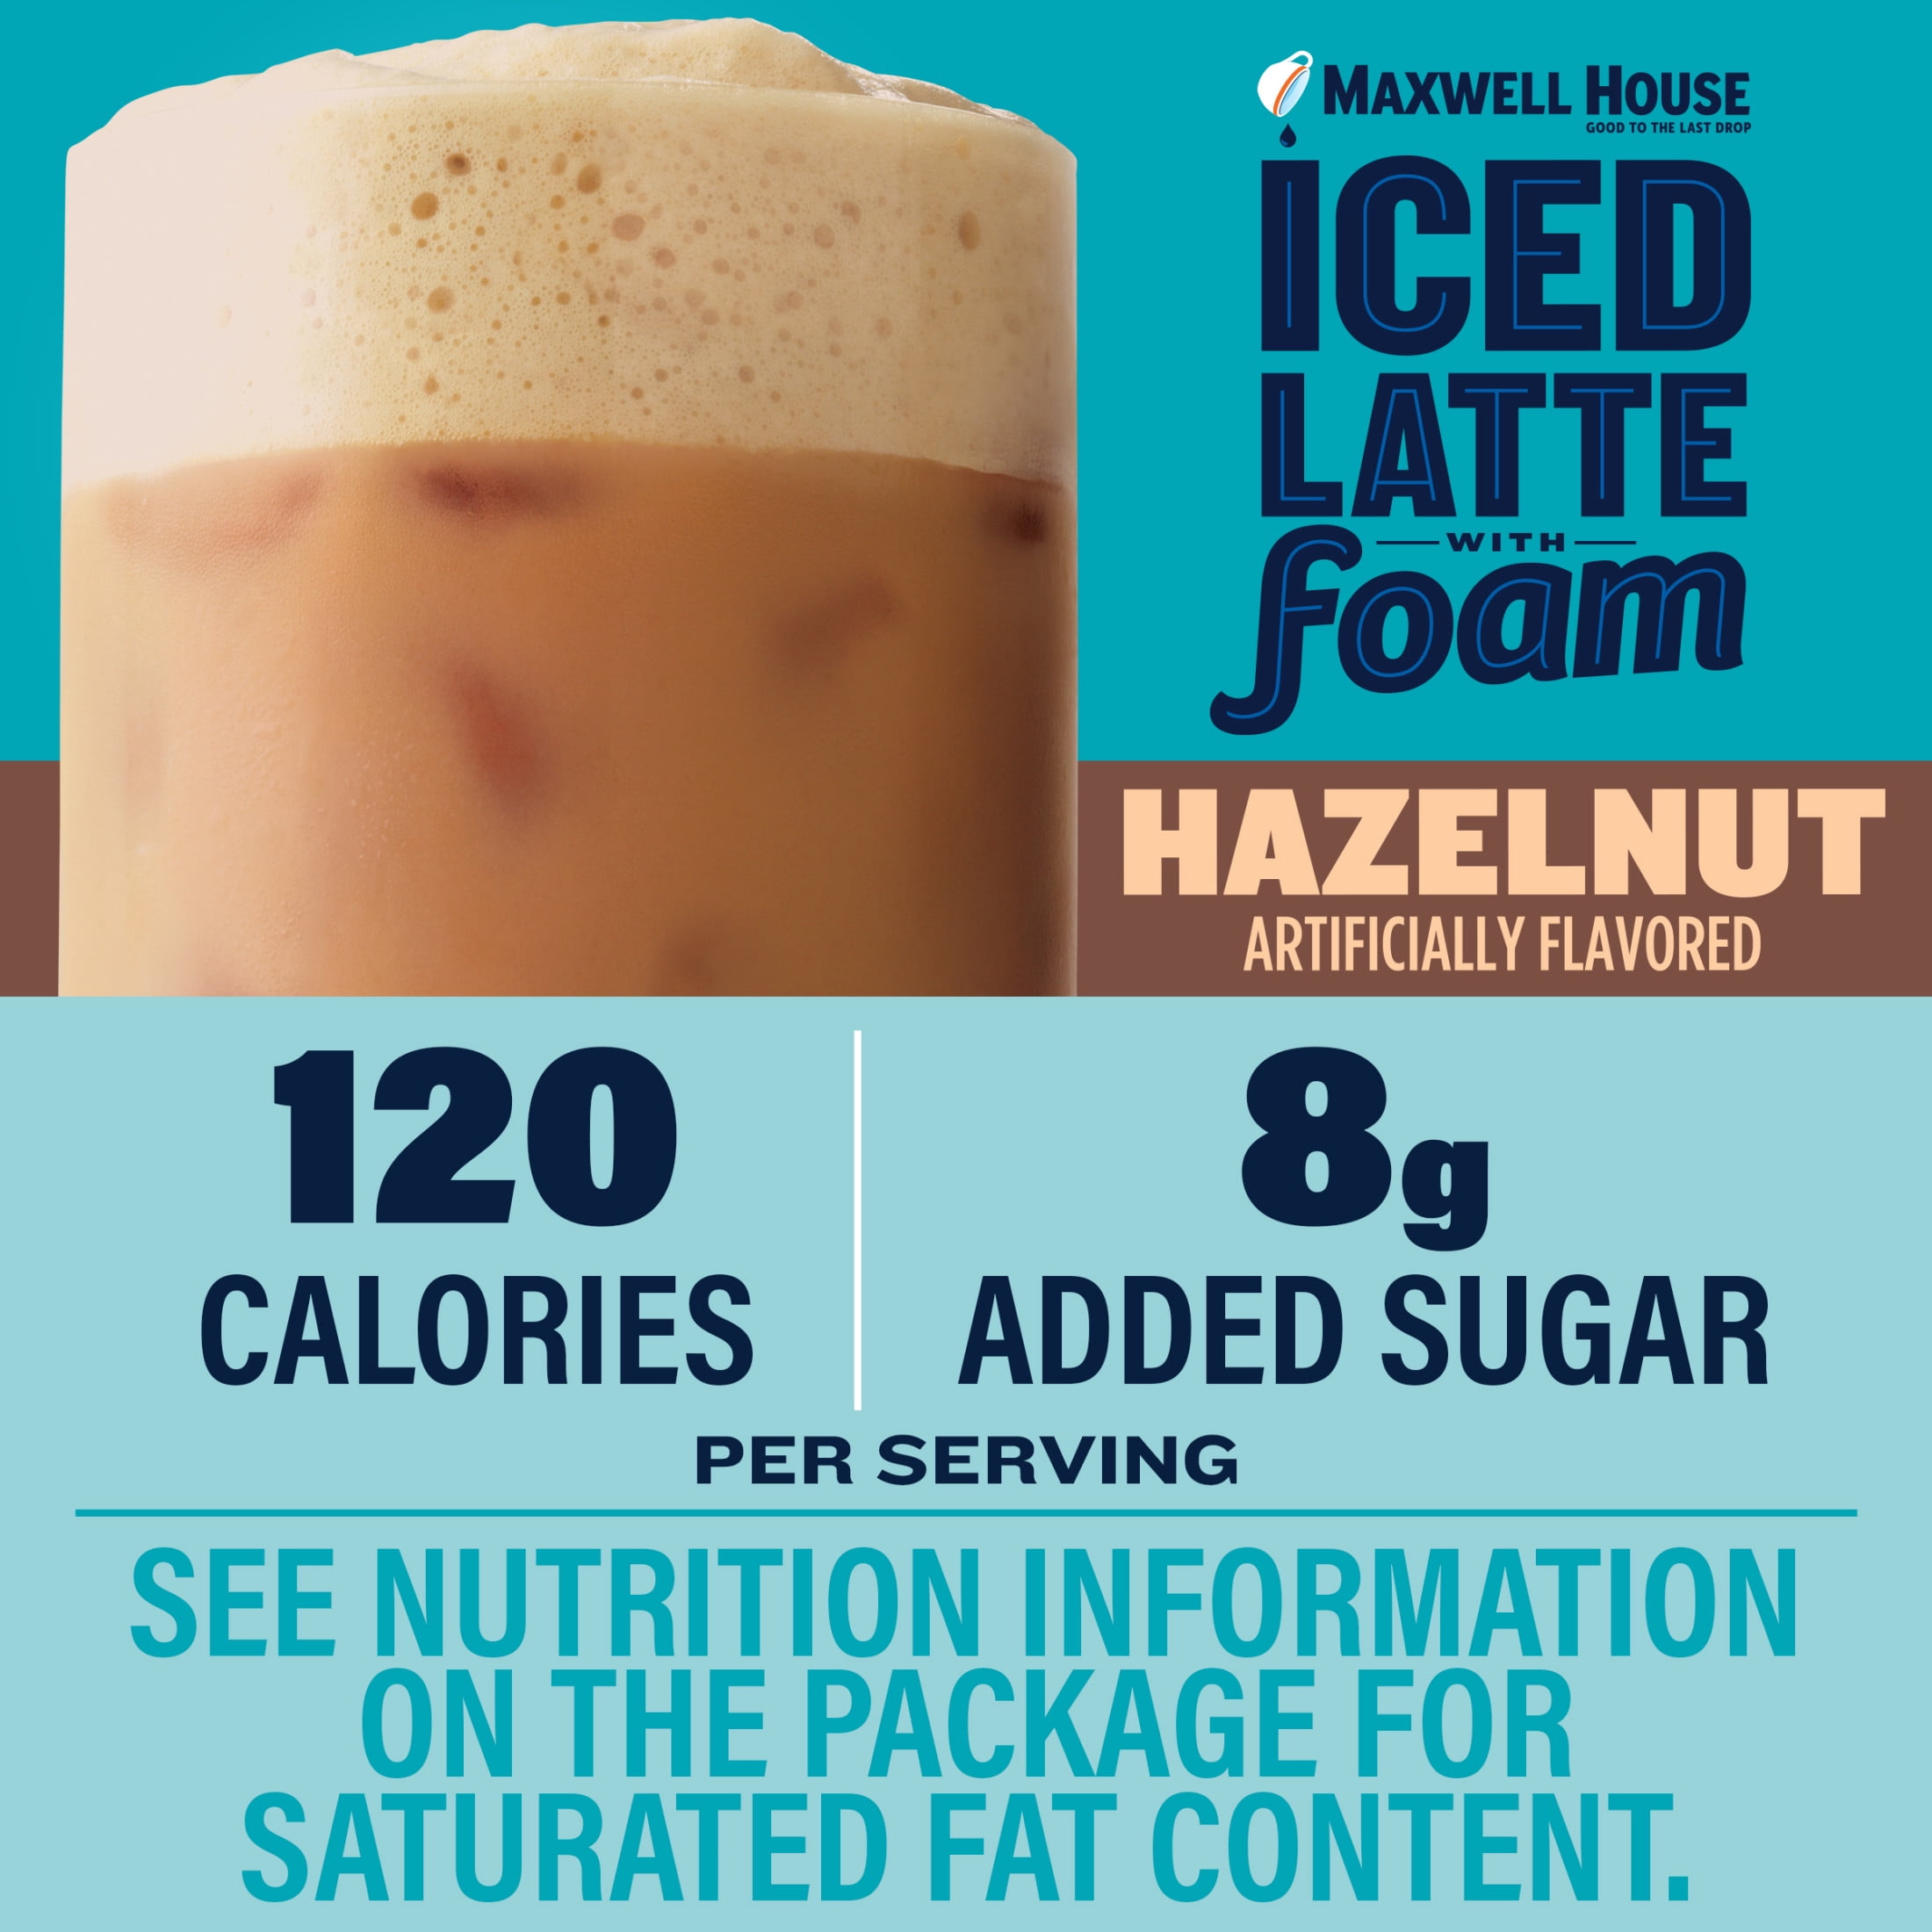 MAXWELL HOUSE
GOOD TO THE LAST DROP
ICED
LATTE
WITH
foam
HAZELNUT
ARTIFICIALLY FLAVORED
120
CALORIES
8g
ADDED SUGAR
PER SERVING
SEE NUTRITION INFORMATION
ON THE PACKAGE FOR
SATURATED FAT CONTENT.